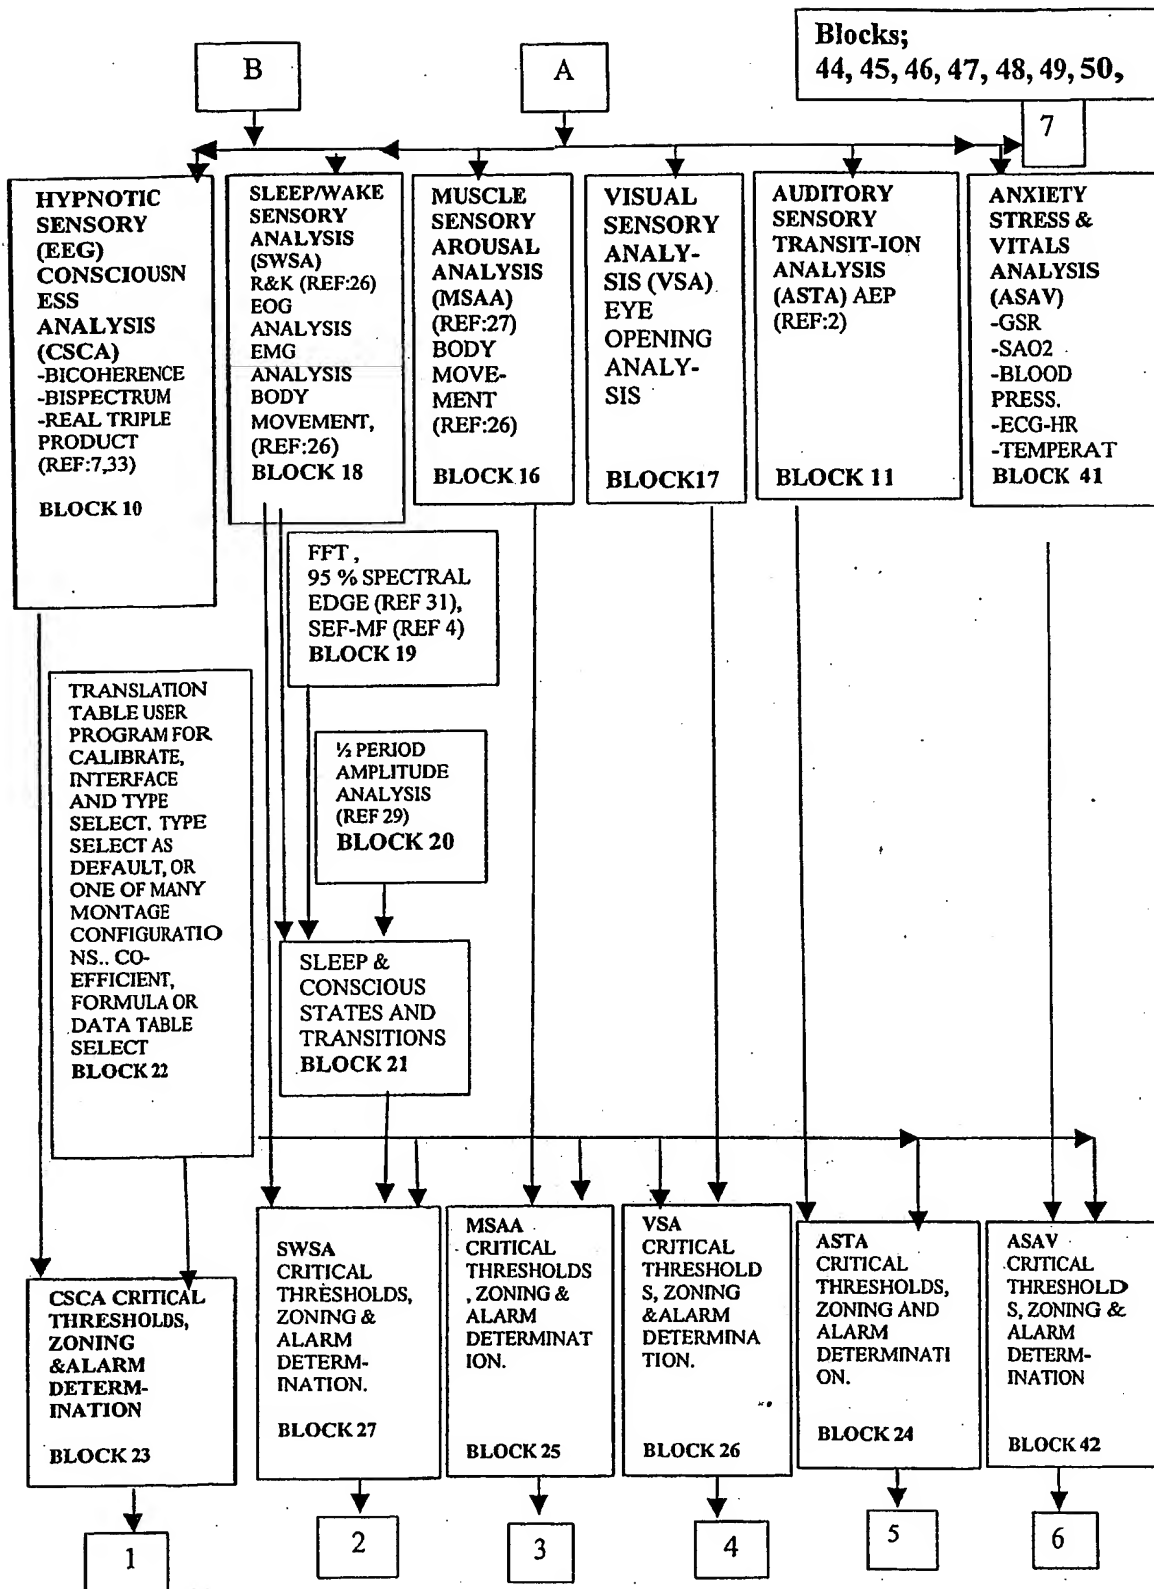 B
A
Blocks;
44, 45, 46, 47, 48, 49, 50,
7
HYPNOTIC
SENSORY
(EEG)
CONSCIOUSN
ESS
ANALYSIS
(CSCA)
-BICOHERENCE
-BISPECTRUM
-REAL TRIPLE
PRODUCT
(REF:7,33)
BLOCK 10
SLEEP/WAKE
SENSORY
ANALYSIS
(SWSA)
R&K (REF:26)
EOG
ANALYSIS
EMG
ANALYSIS
BODY
MOVEMENT,
(REF:26)
BLOCK 18
MUSCLE
SENSORY
AROUSAL
ANALYSIS
(MSAA)
(REF:27)
BODY
MOVE-
MENT
(REF:26)
BLOCK 16
VISUAL
SENSORY
ANALY-
SIS (VSA)
EYE
OPENING
ANALY-
SIS
BLOCK17
AUDITORY
SENSORY
TRANSIT-ION
ANALYSIS
(ASTA) AEP
(REF:2)
BLOCK 11
ANXIETY
STRESS &
VITALS
ANALYSIS
(ASAV)
-GSR
-SAO2
-BLOOD
PRESS.
-ECG-HR
-TEMPERAT
BLOCK 41
FFT ,
95 % SPECTRAL
EDGE (REF 31),
SEF-MF (REF 4)
BLOCK 19
TRANSLATION
TABLE USER
PROGRAM FOR
CALIBRATE,
INTERFACE
AND TYPE
SELECT. TYPE
SELECT AS
DEFAULT, OR
ONE OF MANY
MONTAGE
CONFIGURATIO
NS.. CO-
EFFICIENT,
FORMULA OR
DATA TABLE
SELECT
BLOCK 22
½ PERIOD
AMPLITUDE
ANALYSIS
(REF 29)
BLOCK 20
SLEEP &
CONSCIOUS
STATES AND
TRANSITIONS
BLOCK 21
CSCA CRITICAL
THRESHOLDS,
ZONING
&ALARM
DETERM-
INATION
BLOCK 23
SWSA
CRITICAL
THRESHOLDS,
ZONING &
ALARM
DETERM-
INATION.
BLOCK 27
MSAA
CRITICAL
THRESHOLDS
, ZONING &
ALARM
DETERMINAT
ION.
BLOCK 25
VSA
CRITICAL
THRESHOLD
S, ZONING
&ALARM
DETERMINA
TION.
BLOCK 26
ASTA
CRITICAL
THRESHOLDS,
ZONING AND
ALARM
DETERMINATI
ON.
BLOCK 24
ASAV
CRITICAL
THRESHOLD
S, ZONING &
ALARM
DETERM-
INATION
BLOCK 42
1
2
3
4
5
6